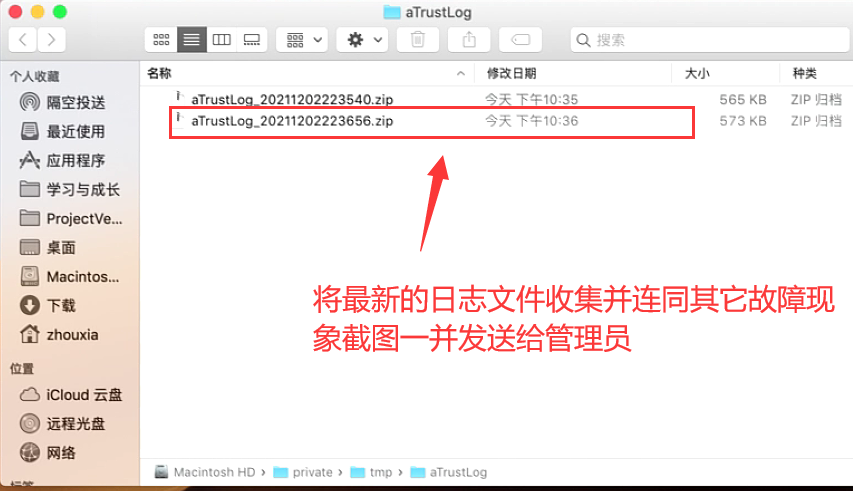 aTrustLog
搜索
个人收藏
隔空投送
最近使用
应用程序
学习与成长
ProjectVe...
桌面
Macintos...
下载
zhouxia
位置
iCloud 云盘
远程光盘
网络
名称 修改日期 大小 种类
aTrustLog_20211202223540.zip 今天 下午10:35 565 KB ZIP 归档
aTrustLog_20211202223656.zip 今天 下午10:36 573 KB ZIP 归档
将最新的日志文件收集并连同其它故障现
象截图一并发送给管理员
Macintosh HD › private › tmp › aTrustLog